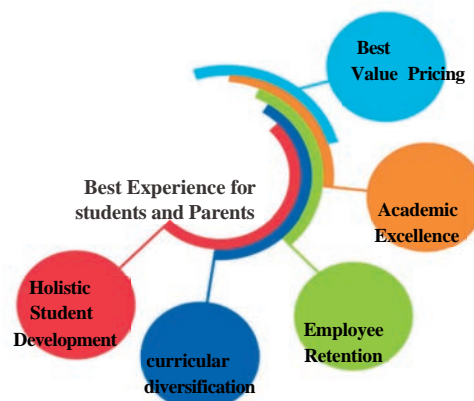 Best
Value Pricing
Academic
Excellence
Best Experience for
students and Parents
Holistic
Student
Development
Employee
Retention
curricular
diversification